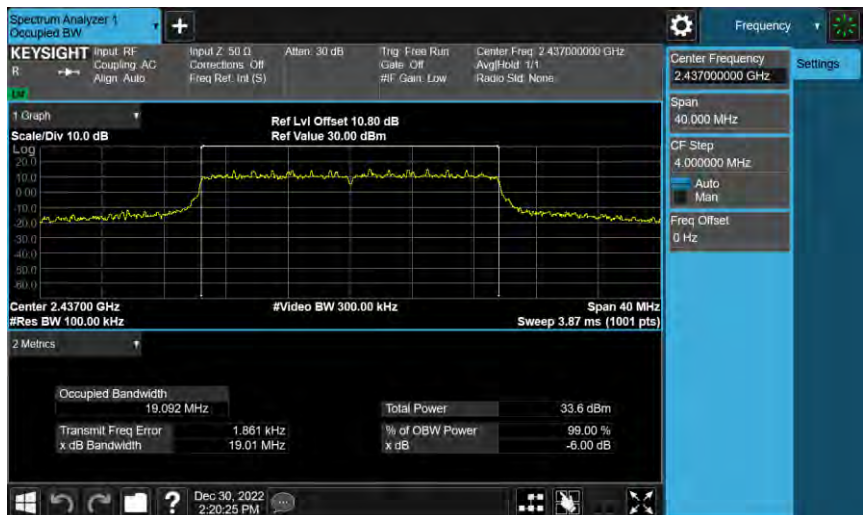 Spectrum Analyzer 1
Occupied BW
Frequency
KEYSIGHT
R
Input: RF
Coupling: AC
Align: Auto
Input Z: 50 Ω
Corrections: Off
Freq Ref: Int (S)
Atten: 30 dB
Trig: Free Run
Gate: Off
#IF Gain: Low
Center Freq: 2.437000000 GHz
Avg|Hold: 1/1
Radio Std: None
Center Frequency
2.437000000 GHz
Settings
Span
40.000 MHz
CF Step
4.000000 MHz
Auto
Man
Freq Offset
0 Hz
1 Graph
Scale/Div 10.0 dB
Ref Lvl Offset 10.80 dB
Ref Value 30.00 dBm
Log
20.0
10.0
0.00
-10.0
-20.0
-30.0
-40.0
-50.0
-60.0
Center 2.43700 GHz
#Res BW 100.00 kHz
#Video BW 300.00 kHz
Span 40 MHz
Sweep 3.87 ms (1001 pts)
2 Metrics
Occupied Bandwidth
19.092 MHz
Total Power 33.6 dBm
Transmit Freq Error 1.861 kHz
% of OBW Power 99.00 %
x dB Bandwidth 19.01 MHz
x dB -6.00 dB
?
Dec 30, 2022
2:20:25 PM